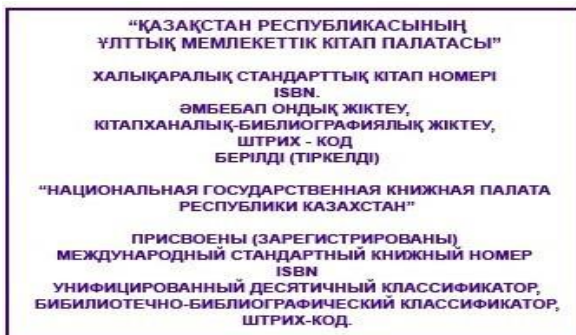 “ҚАЗАҚСТАН РЕСПУБЛИКАСЫНЫҢ
ҰЛТТЫҚ МЕМЛЕКЕТТІК КІТАП ПАЛАТАСЫ”
ХАЛЫҚАРАЛЫҚ СТАНДАРТТЫҚ КІТАП НОМЕРІ
ISBN.
ӘМБЕБАП ОНДЫҚ ЖІКТЕУ,
КІТАПХАНАЛЫҚ-БИБЛИОГРАФИЯЛЫҚ ЖІКТЕУ,
ШТРИХ - КОД
БЕРІЛДІ (ТІРКЕЛДІ)
“НАЦИОНАЛЬНАЯ ГОСУДАРСТВЕННАЯ КНИЖНАЯ ПАЛАТА
РЕСПУБЛИКИ КАЗАХСТАН”
ПРИСВОЕНЫ (ЗАРЕГИСТРИРОВАНЫ)
МЕЖДУНАРОДНЫЙ СТАНДАРТНЫЙ КНИЖНЫЙ НОМЕР
ISBN
УНИФИЦИРОВАННЫЙ ДЕСЯТИЧНЫЙ КЛАССИФИКАТОР,
БИБИЛИОТЕЧНО-БИБЛИОГРАФИЧЕСКИЙ КЛАССИФИКАТОР,
ШТРИХ-КОД.